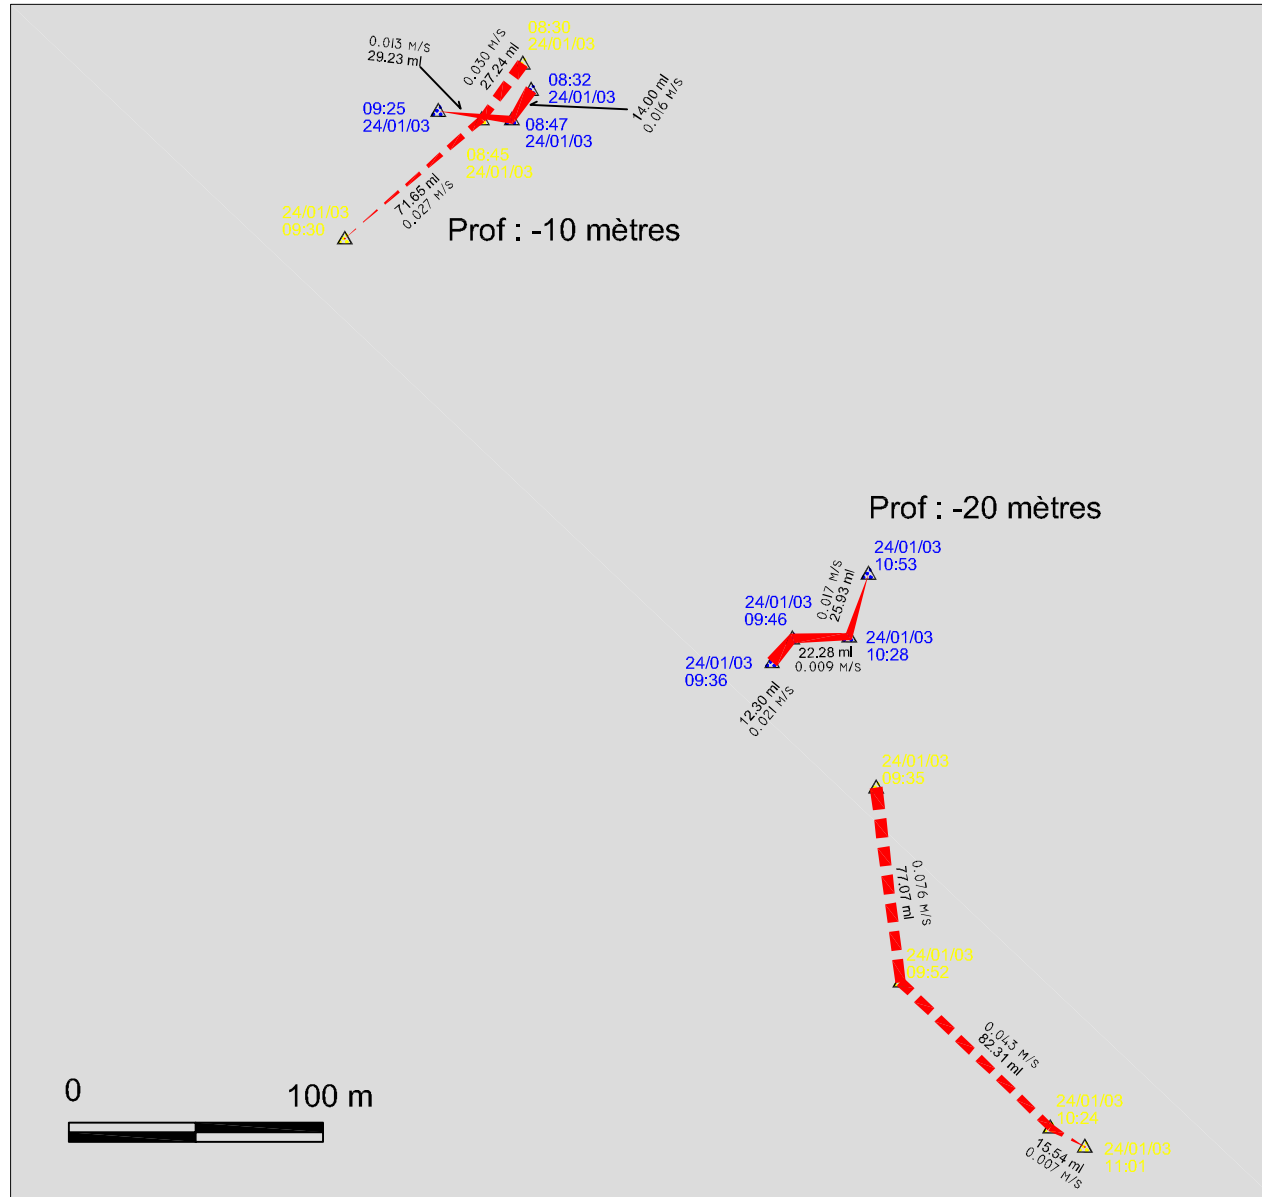 08:30
24/01/03
0.013 M/S
29.23 ml
0.030 M/S
27.24 ml
08:32
24/01/03
14.00 ml
0.016 M/S
09:25
24/01/03
08:47
24/01/03
08:45
24/01/03
71.65 ml
0.027 M/S
24/01/03
09:30
Prof : -10 mètres
Prof : -20 mètres
24/01/03
10:53
0.017 M/S
25.93 ml
24/01/03
09:46
24/01/03
10:28
22.28 ml
0.009 M/S
24/01/03
09:36
12.30 ml
0.021 M/S
24/01/03
09:35
0.076 M/S
77.07 ml
24/01/03
09:52
0.043 M/S
82.31 ml
24/01/03
10:24
15.54 ml
0.007 M/S
24/01/03
11:01
0
100 m